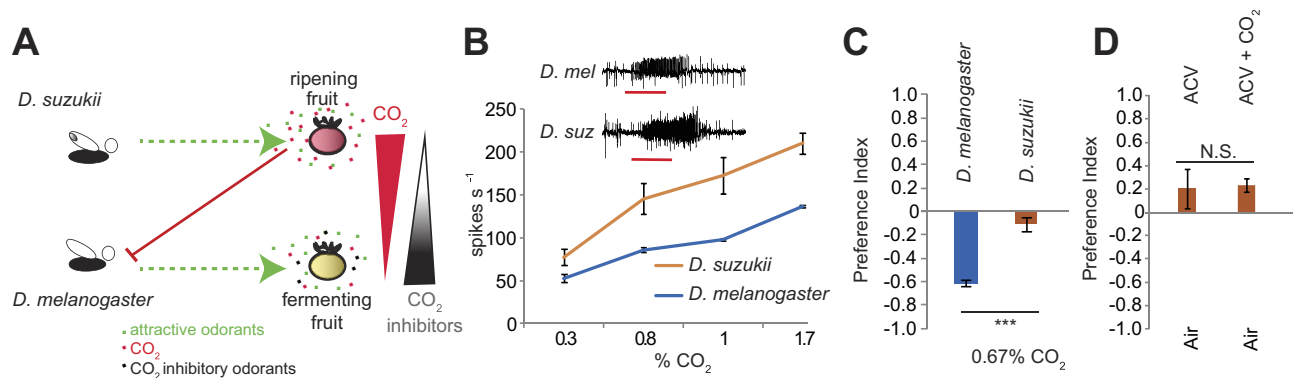 A
D. suzukii
ripening
fruit
CO2
D. melanogaster
fermenting
fruit
CO2
inhibitors
attractive odorants
CO2
CO2 inhibitory odorants
B
D. mel
D. suz
spikes s⁻¹
250
200
150
100
50
0
0.3
0.8
1
1.7
% CO2
D. suzukii
D. melanogaster
C
D. melanogaster
D. suzukii
Preference Index
1.0
0.8
0.6
0.4
0.2
0
-0.2
-0.4
-0.6
-0.8
-1.0
***
0.67% CO2
D
ACV
ACV + CO2
Preference Index
1.0
0.8
0.6
0.4
0.2
0
-0.2
-0.4
-0.6
-0.8
-1.0
N.S.
Air
Air